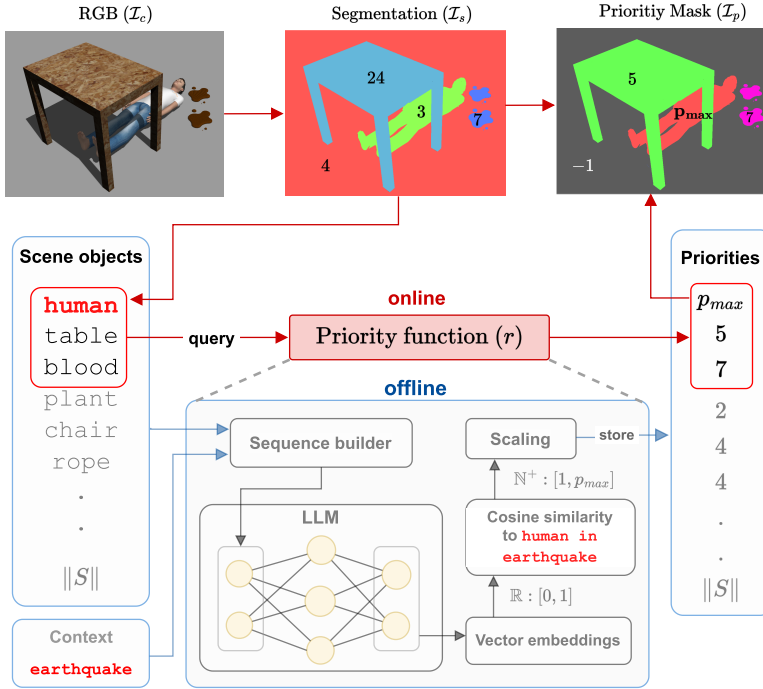 RGB (𝓘c)
Segmentation (𝓘s)
Prioritiy Mask (𝓘p)
24
3
7
4
5
pmax
7
−1
Scene objects
human
table
blood
plant
chair
rope
.
.
∥S∥
Context
earthquake
query
online
Priority function (r)
offline
Sequence builder
LLM
Vector embeddings
ℝ : [0, 1]
Cosine similarity
to human in
earthquake
ℕ⁺ : [1, pmax]
Scaling
store
Priorities
pmax
5
7
2
4
4
.
.
∥S∥